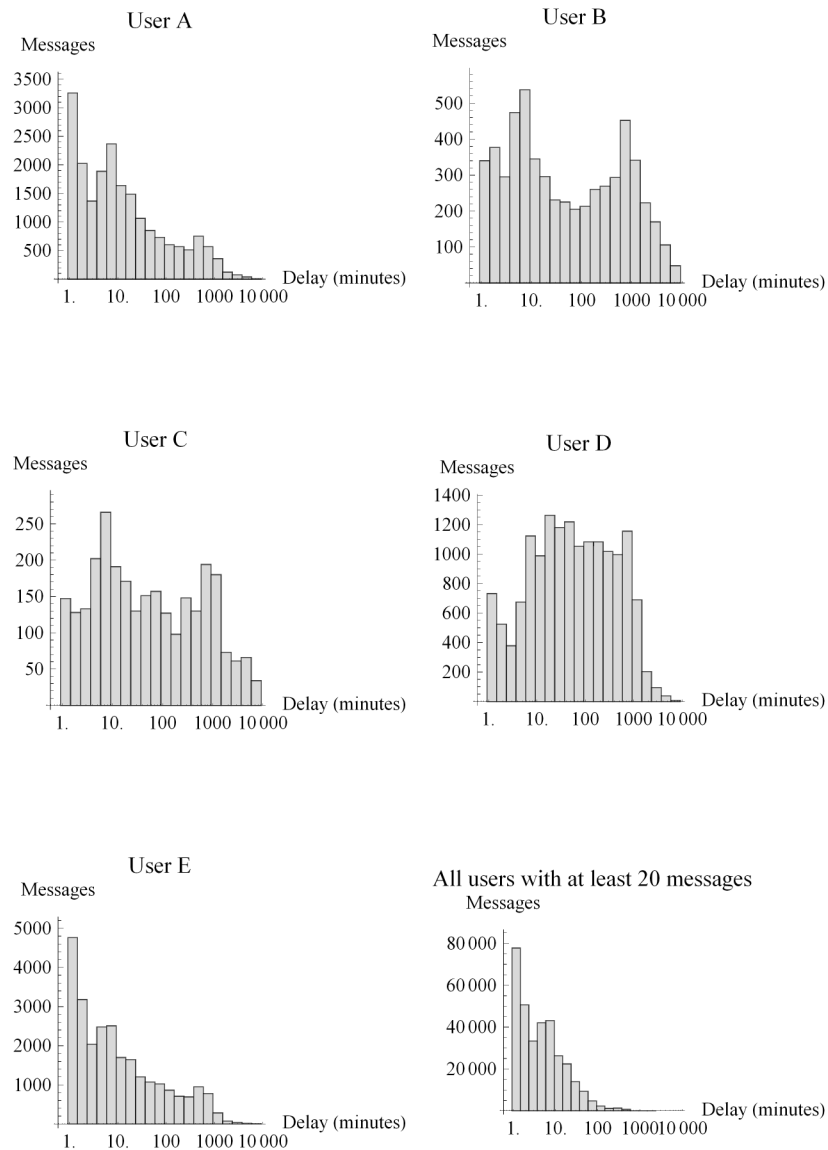 User A
Messages
3500
3000
2500
2000
1500
1000
500
Delay (minutes)
1. 10. 100 1000 10 000
User B
Messages
500
400
300
200
100
Delay (minutes)
1. 10. 100 1000 10 000
User C
Messages
250
200
150
100
50
Delay (minutes)
1. 10. 100 1000 10 000
User D
Messages
1400
1200
1000
800
600
400
200
Delay (minutes)
1. 10. 100 1000 10 000
User E
Messages
5000
4000
3000
2000
1000
Delay (minutes)
1. 10. 100 1000 10 000
All users with at least 20 messages
Messages
80 000
60 000
40 000
20 000
Delay (minutes)
1. 10. 100 1000 10 000